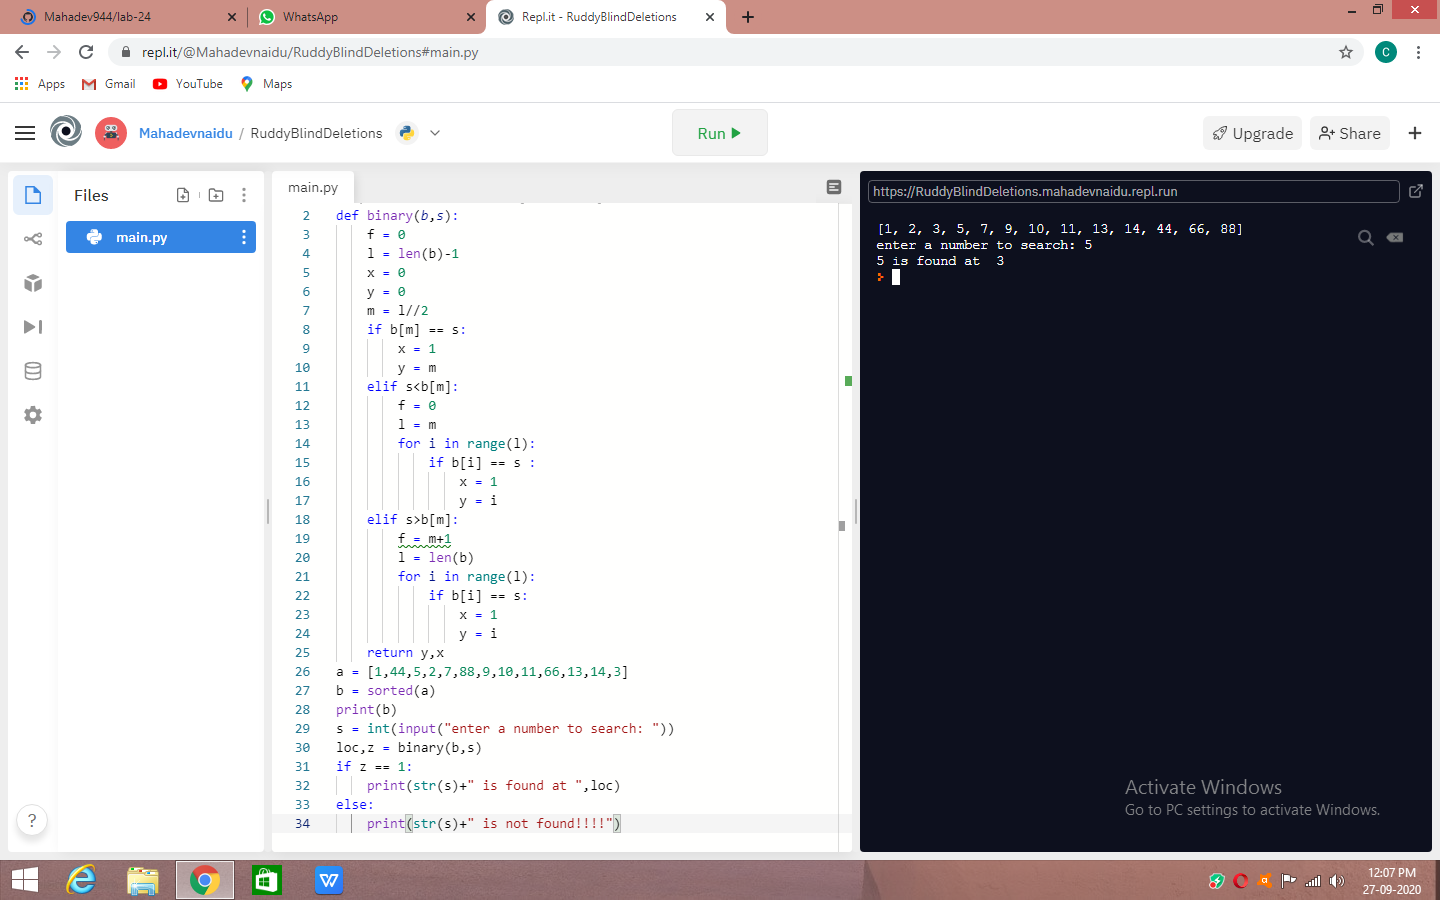 Mahadev944/lab-24
WhatsApp
Repl.it - RuddyBlindDeletions
repl.it/@Mahadevnaidu/RuddyBlindDeletions#main.py
C
Apps
Gmail
YouTube
Maps
Mahadevnaidu / RuddyBlindDeletions
Run
Upgrade
Share
Files
main.py
main.py
2 def binary(b,s):
3 f = 0
4 l = len(b)-1
5 x = 0
6 y = 0
7 m = l//2
8 if b[m] == s:
9 x = 1
10 y = m
11 elif s<b[m]:
12 f = 0
13 l = m
14 for i in range(l):
15 if b[i] == s :
16 x = 1
17 y = i
18 elif s>b[m]:
19 f = m+1
20 l = len(b)
21 for i in range(l):
22 if b[i] == s:
23 x = 1
24 y = i
25 return y,x
26 a = [1,44,5,2,7,88,9,10,11,66,13,14,3]
27 b = sorted(a)
28 print(b)
29 s = int(input("enter a number to search: "))
30 loc,z = binary(b,s)
31 if z == 1:
32 print(str(s)+" is found at ",loc)
33 else:
34 print(str(s)+" is not found!!!!")
?
https://RuddyBlindDeletions.mahadevnaidu.repl.run
[1, 2, 3, 5, 7, 9, 10, 11, 13, 14, 44, 66, 88]
enter a number to search: 5
5 is found at  3
Activate Windows
Go to PC settings to activate Windows.
12:07 PM
27-09-2020